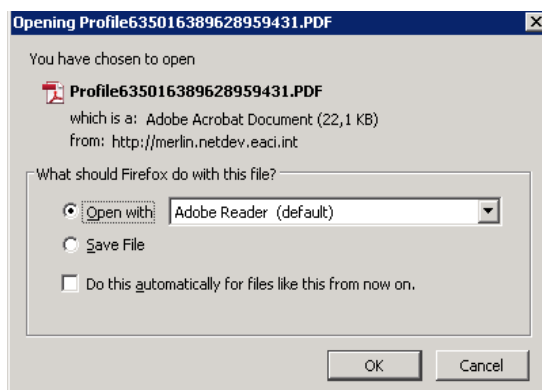 Opening Profile635016389628959431.PDF
You have chosen to open
Profile635016389628959431.PDF
which is a: Adobe Acrobat Document (22,1 KB)
from: http://merlin.netdev.eaci.int
What should Firefox do with this file?
Open with Adobe Reader (default)
Save File
Do this automatically for files like this from now on.
OK Cancel